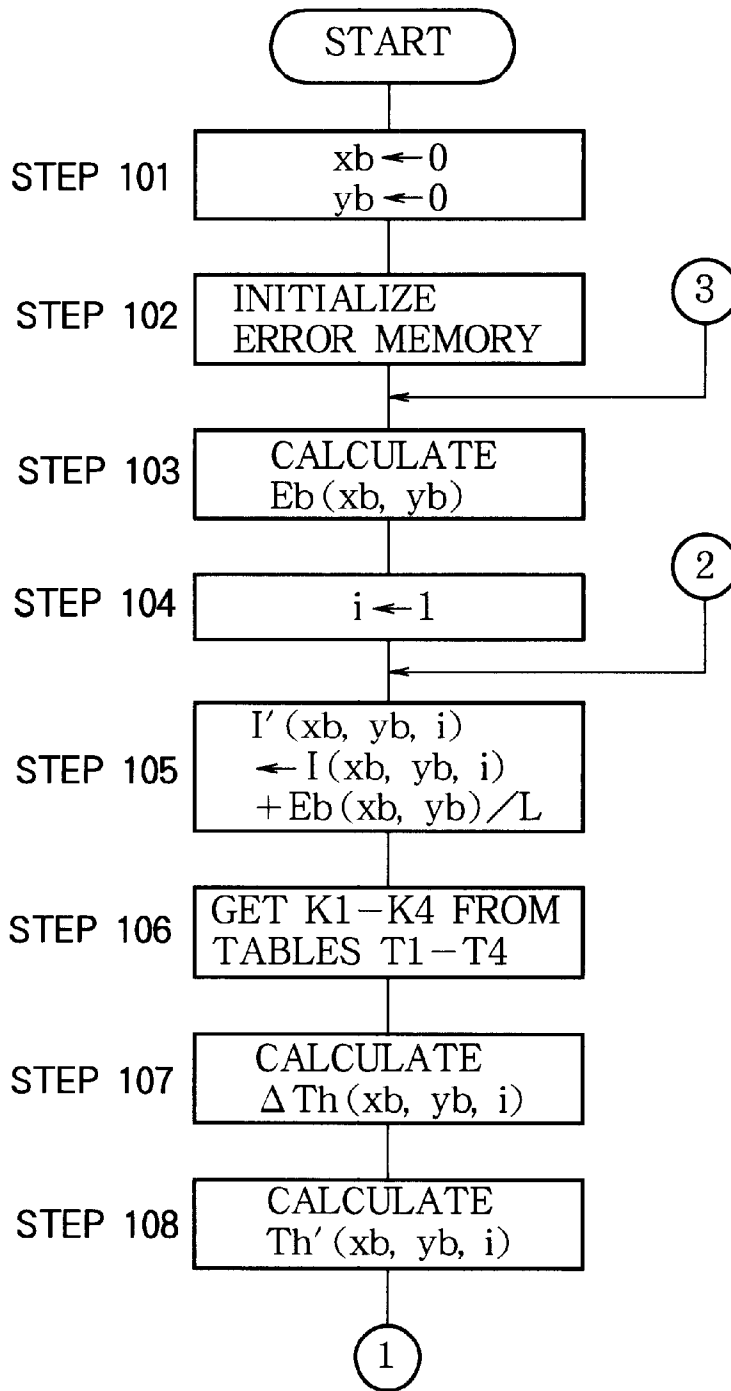 START
STEP 101
xb←0
yb←0
STEP 102
INITIALIZE
ERROR MEMORY
3
STEP 103
CALCULATE
Eb(xb, yb)
2
STEP 104
i←1
STEP 105
I′(xb, yb, i)
←I(xb, yb, i)
+Eb(xb, yb)/L
STEP 106
GET K1−K4 FROM
TABLES T1−T4
STEP 107
CALCULATE
ΔTh(xb, yb, i)
STEP 108
CALCULATE
Th′(xb, yb, i)
1